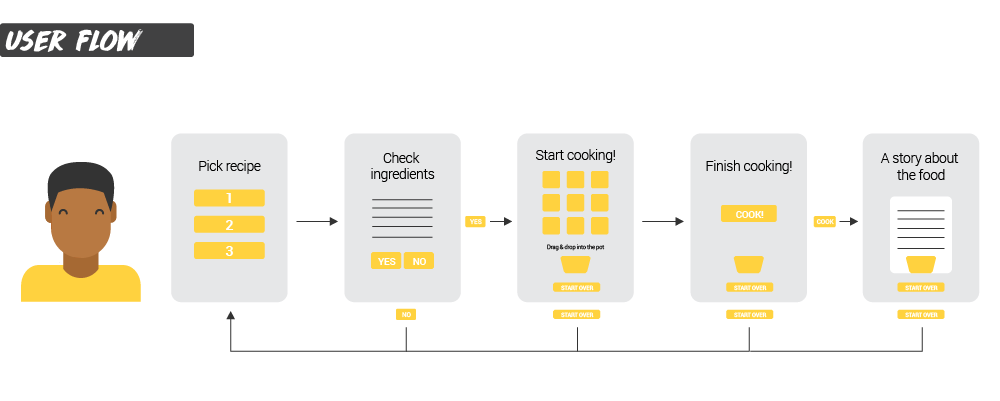 USER FLOW
Pick recipe
1
2
3
Check
ingredients
YES NO
NO
YES
Start cooking!
Drag & drop into the pot
START OVER
START OVER
Finish cooking!
COOK!
START OVER
START OVER
COOK
A story about
the food
START OVER
START OVER